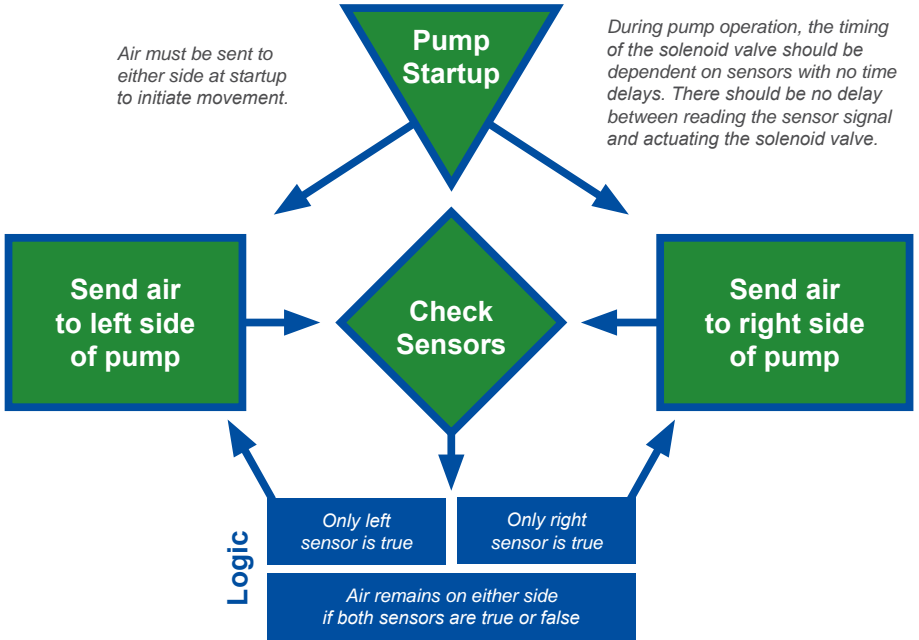 Air must be sent to
either side at startup
to initiate movement.
Pump
Startup
During pump operation, the timing
of the solenoid valve should be
dependent on sensors with no time
delays. There should be no delay
between reading the sensor signal
and actuating the solenoid valve.
Send air
to left side
of pump
Check
Sensors
Send air
to right side
of pump
Logic
Only left
sensor is true
Only right
sensor is true
Air remains on either side
if both sensors are true or false